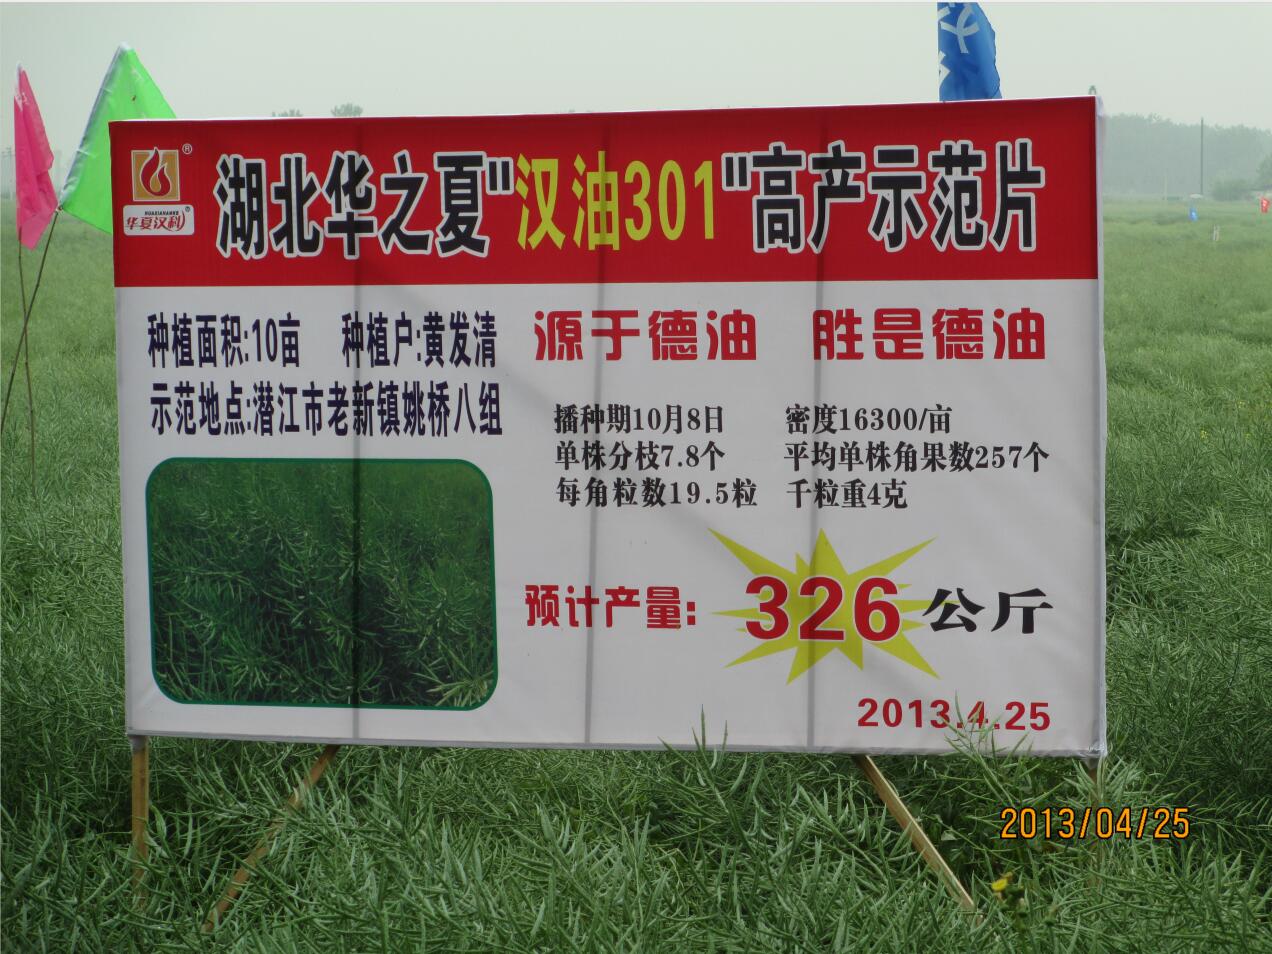 湖北华之夏"汉油301"高产示范片
®
HUAXIAHANKE
华夏汉科®
种植面积:10亩 种植户:黄发清
示范地点:潜江市老新镇姚桥八组
源于德油 胜是德油
播种期10月8日 密度16300/亩
单株分枝7.8个 平均单株角果数257个
每角粒数19.5粒 千粒重4克
预计产量: 326公斤
2013.4.25
2013/04/25